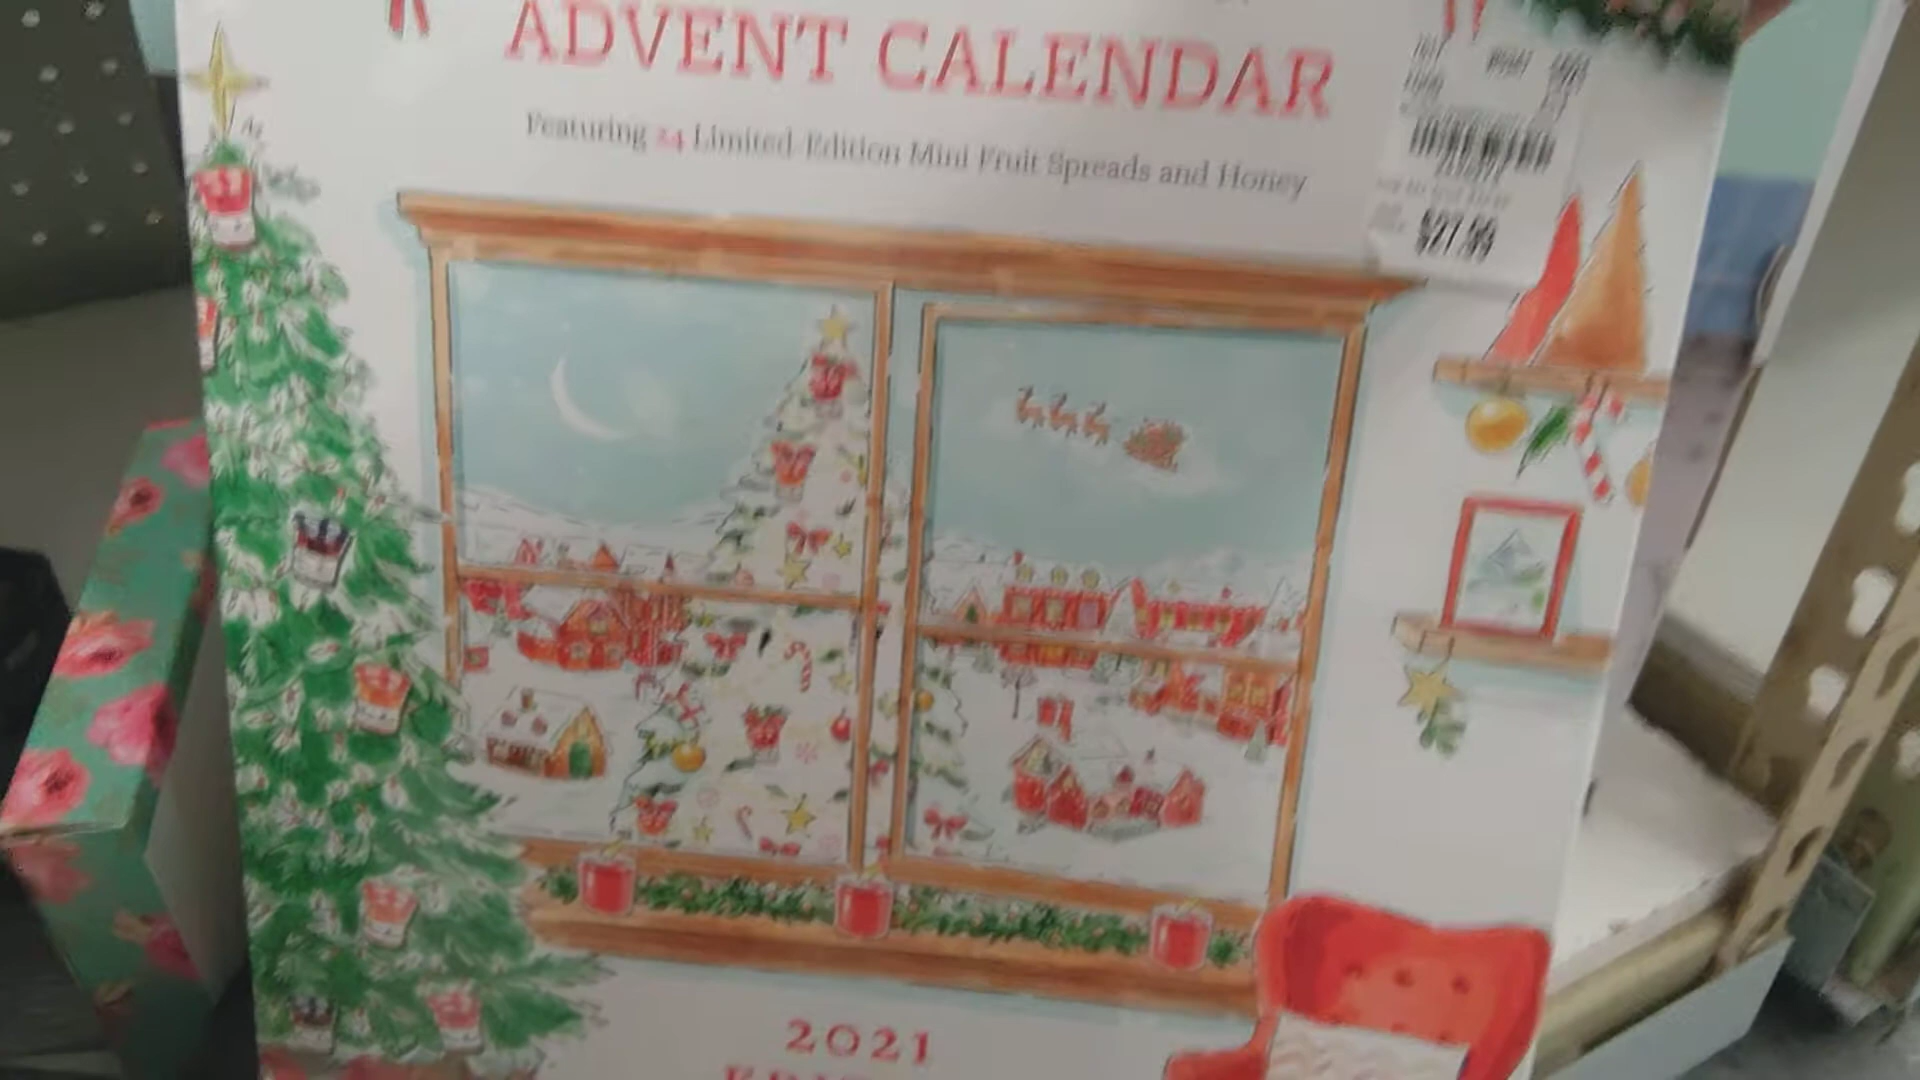 ADVENT CALENDAR
Featuring 24 Limited-Edition Mini Fruit Spreads and Honey
$27.99
2021